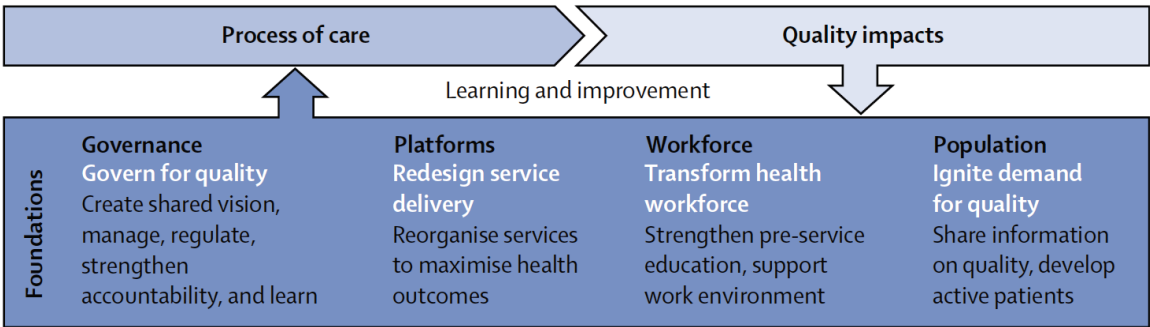 Process of care
Quality impacts
Learning and improvement
Foundations
Governance
Govern for quality
Create shared vision,
manage, regulate,
strengthen
accountability, and learn
Platforms
Redesign service
delivery
Reorganise services
to maximise health
outcomes
Workforce
Transform health
workforce
Strengthen pre-service
education, support
work environment
Population
Ignite demand
for quality
Share information
on quality, develop
active patients